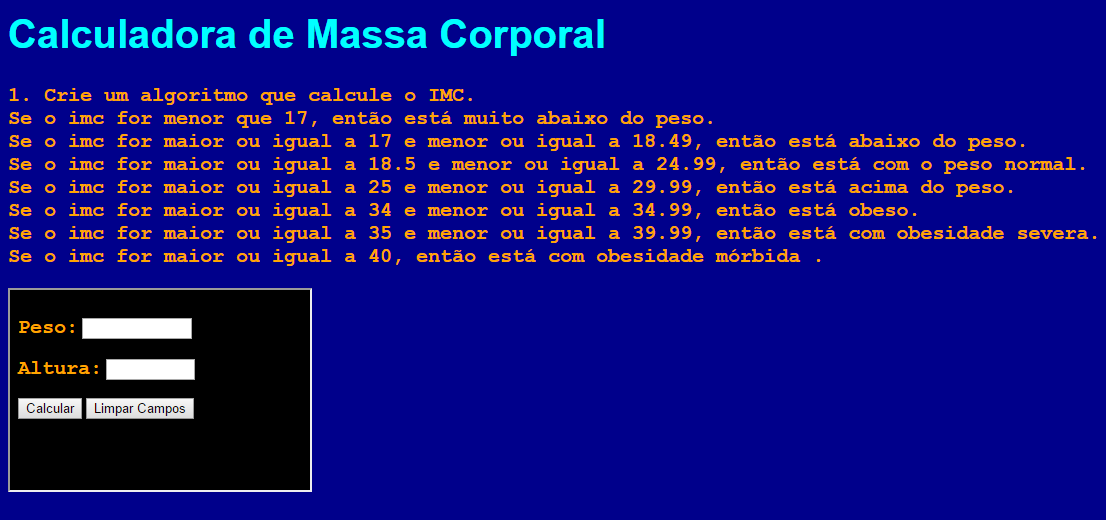 Calculadora de Massa Corporal
1. Crie um algoritmo que calcule o IMC.
Se o imc for menor que 17, então está muito abaixo do peso.
Se o imc for maior ou igual a 17 e menor ou igual a 18.49, então está abaixo do peso.
Se o imc for maior ou igual a 18.5 e menor ou igual a 24.99, então está com o peso normal.
Se o imc for maior ou igual a 25 e menor ou igual a 29.99, então está acima do peso.
Se o imc for maior ou igual a 34 e menor ou igual a 34.99, então está obeso.
Se o imc for maior ou igual a 35 e menor ou igual a 39.99, então está com obesidade severa.
Se o imc for maior ou igual a 40, então está com obesidade mórbida .
Peso:
Altura:
Calcular Limpar Campos